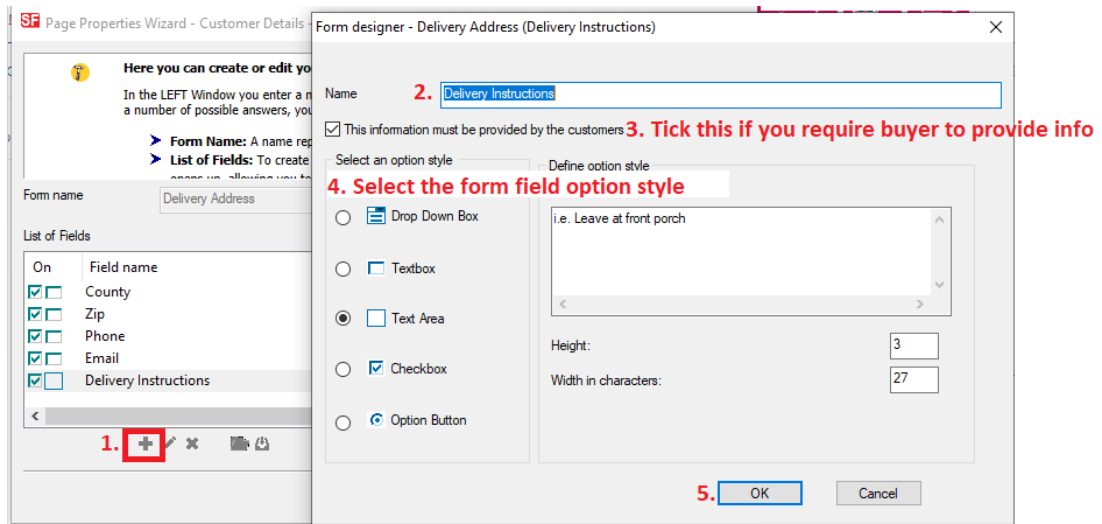 SF Page Properties Wizard - Customer Details -
Here you can create or edit yo
In the LEFT Window you enter a n
a number of possible answers, you
Form Name: A name rep
List of Fields: To create
Form name
Delivery Address
List of Fields
On Field name
County
Zip
Phone
Email
Delivery Instructions
1.
Form designer - Delivery Address (Delivery Instructions)
Name 2. Delivery Instructions
This information must be provided by the customers 3. Tick this if you require buyer to provide info
Select an option style
4. Select the form field option style
Drop Down Box
Textbox
Text Area
Checkbox
Option Button
Define option style
i.e. Leave at front porch
Height: 3
Width in characters: 27
5. OK Cancel